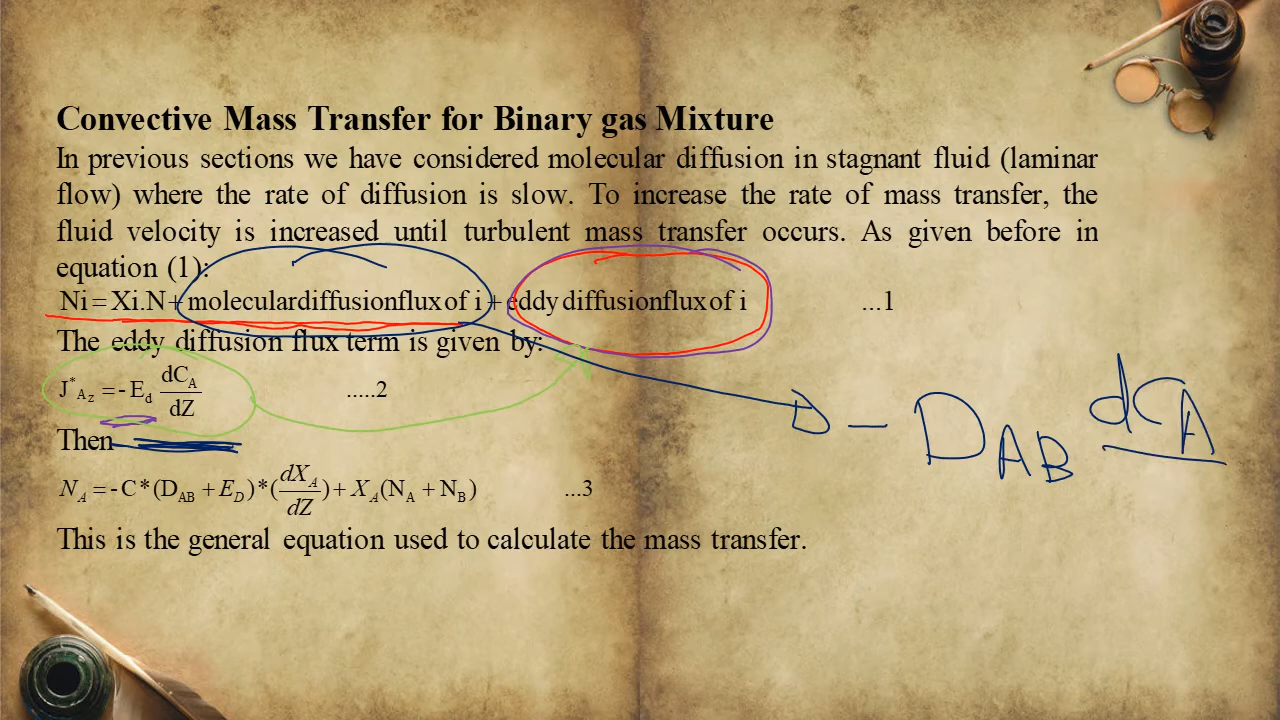 Convective Mass Transfer for Binary gas Mixture
In previous sections we have considered molecular diffusion in stagnant fluid (laminar
flow) where the rate of diffusion is slow. To increase the rate of mass transfer, the
fluid velocity is increased until turbulent mass transfer occurs. As given before in
equation (1):
Ni = Xi.N + moleculardiffusionflux of i + eddy diffusionflux of i ...1
The eddy diffusion flux term is given by:
J*Az = - Ed dCA/dZ .....2
- DAB dCA
Then
NA = - C * (DAB + ED) * (dXA/dZ) + XA(NA + NB) ...3
This is the general equation used to calculate the mass transfer.